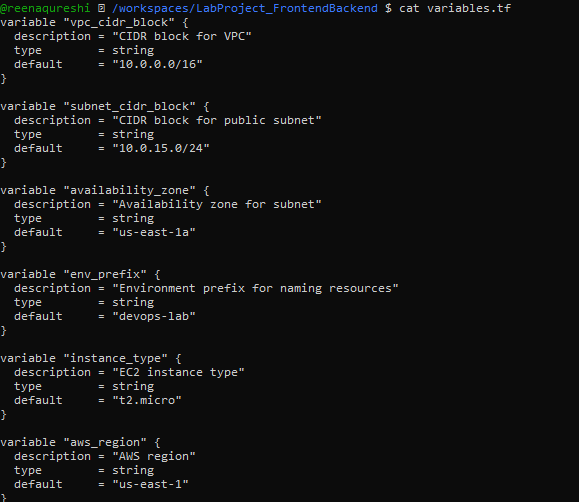 @reenaqureshi /workspaces/LabProject_FrontendBackend $ cat variables.tf
variable "vpc_cidr_block" {
  description = "CIDR block for VPC"
  type        = string
  default     = "10.0.0.0/16"
}

variable "subnet_cidr_block" {
  description = "CIDR block for public subnet"
  type        = string
  default     = "10.0.15.0/24"
}

variable "availability_zone" {
  description = "Availability zone for subnet"
  type        = string
  default     = "us-east-1a"
}

variable "env_prefix" {
  description = "Environment prefix for naming resources"
  type        = string
  default     = "devops-lab"
}

variable "instance_type" {
  description = "EC2 instance type"
  type        = string
  default     = "t2.micro"
}

variable "aws_region" {
  description = "AWS region"
  type        = string
  default     = "us-east-1"
}